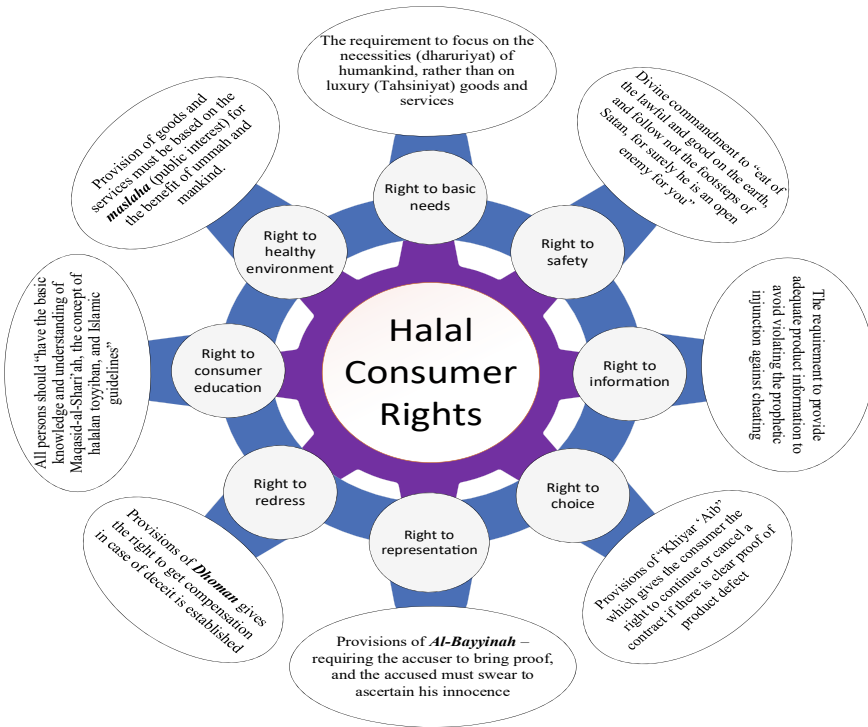 The requirement to focus on the
necessities (dharuriyat) of
humankind, rather than on
luxury (Tahsiniyat) goods and
services
Divine commandment to “eat of
the lawful and good on the earth,
and follow not the footsteps of
Satan, for surely he is an open
enemy for you”
The requirement to provide
adequate product information to
avoid violating the prophetic
injunction against cheating
Provisions of “Khiyar ‘Aib”
which gives the consumer the
right to continue or cancel a
contract if there is clear proof of
product defect
Provisions of Al-Bayyinah –
requiring the accuser to bring proof,
and the accused must swear to
ascertain his innocence
Provisions of Dhoman gives
the right to get compensation
in case of deceit is established
All persons should “have the basic
knowledge and understanding of
Maqasid-al-Shari’ah, the concept of
halalan toyyiban, and Islamic
guidelines”
Provision of goods and
services must be based on the
maslaha (public interest) for
the benefit of ummah and
mankind.
Right to basic
needs
Right to
safety
Right to
information
Right to
choice
Right to
representation
Right to
redress
Right to
consumer
education
Right to
healthy
environment
Halal
Consumer
Rights